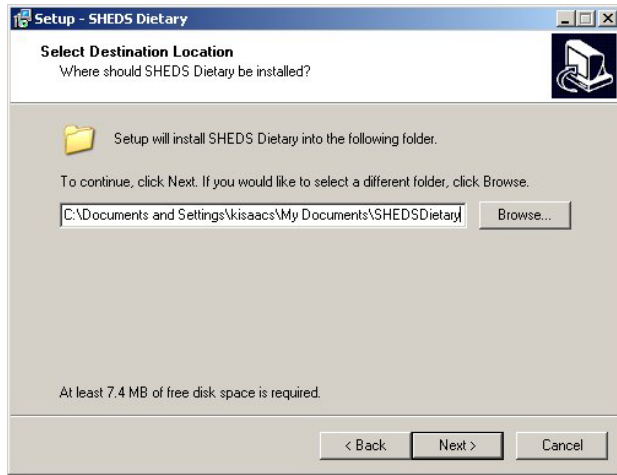 Setup - SHEDS Dietary
Select Destination Location
Where should SHEDS Dietary be installed?
Setup will install SHEDS Dietary into the following folder.
To continue, click Next. If you would like to select a different folder, click Browse.
C:\Documents and Settings\kisaacs\My Documents\SHEDSDietary
Browse...
At least 7.4 MB of free disk space is required.
< Back Next > Cancel